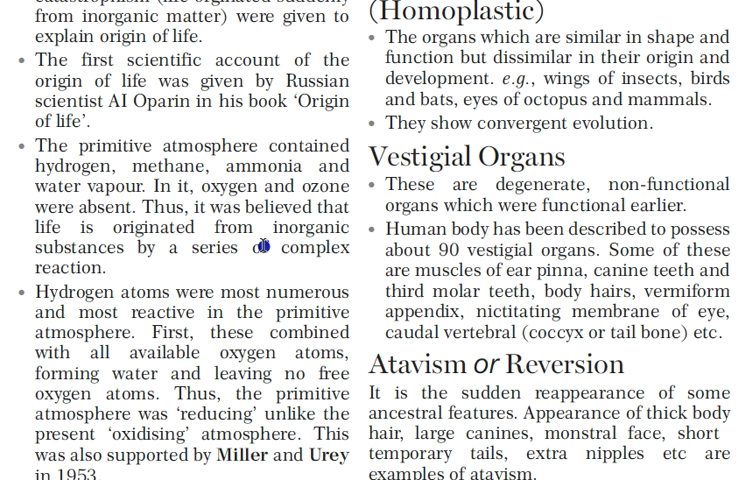 from inorganic matter) were given to
explain origin of life.
• The first scientific account of the
origin of life was given by Russian
scientist AI Oparin in his book ‘Origin
of life’.
• The primitive atmosphere contained
hydrogen, methane, ammonia and
water vapour. In it, oxygen and ozone
were absent. Thus, it was believed that
life is originated from inorganic
substances by a series of complex
reaction.
• Hydrogen atoms were most numerous
and most reactive in the primitive
atmosphere. First, these combined
with all available oxygen atoms,
forming water and leaving no free
oxygen atoms. Thus, the primitive
atmosphere was ‘reducing’ unlike the
present ‘oxidising’ atmosphere. This
was also supported by Miller and Urey
in 1953.
(Homoplastic)
• The organs which are similar in shape and
function but dissimilar in their origin and
development. e.g., wings of insects, birds
and bats, eyes of octopus and mammals.
• They show convergent evolution.
Vestigial Organs
• These are degenerate, non-functional
organs which were functional earlier.
• Human body has been described to possess
about 90 vestigial organs. Some of these
are muscles of ear pinna, canine teeth and
third molar teeth, body hairs, vermiform
appendix, nictitating membrane of eye,
caudal vertebral (coccyx or tail bone) etc.
Atavism or Reversion
It is the sudden reappearance of some
ancestral features. Appearance of thick body
hair, large canines, monstral face, short
temporary tails, extra nipples etc are
examples of atavism.